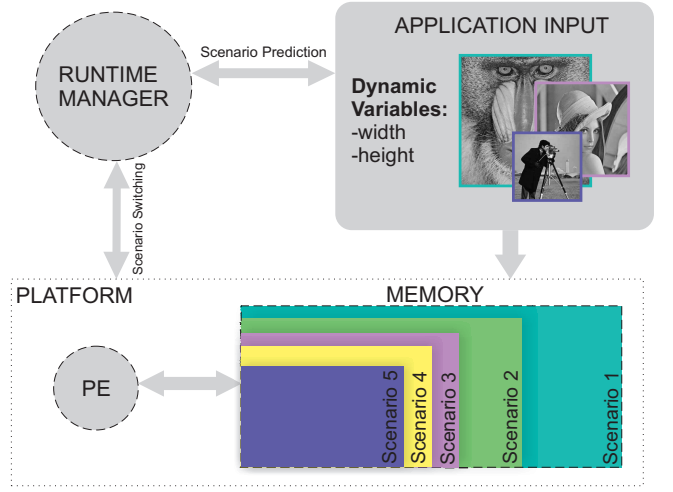 APPLICATION INPUT
Scenario Prediction
RUNTIME
MANAGER
Dynamic
Variables:
-width
-height
Scenario Switching
PLATFORM
MEMORY
PE
Scenario 5
Scenario 4
Scenario 3
Scenario 2
Scenario 1